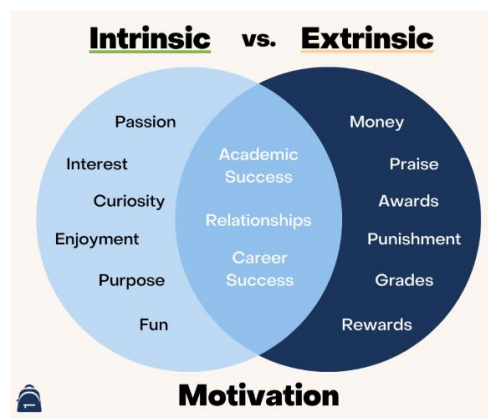 Intrinsic vs. Extrinsic
Passion
Interest
Curiosity
Enjoyment
Purpose
Fun
Academic
Success
Relationships
Career
Success
Money
Praise
Awards
Punishment
Grades
Rewards
Motivation